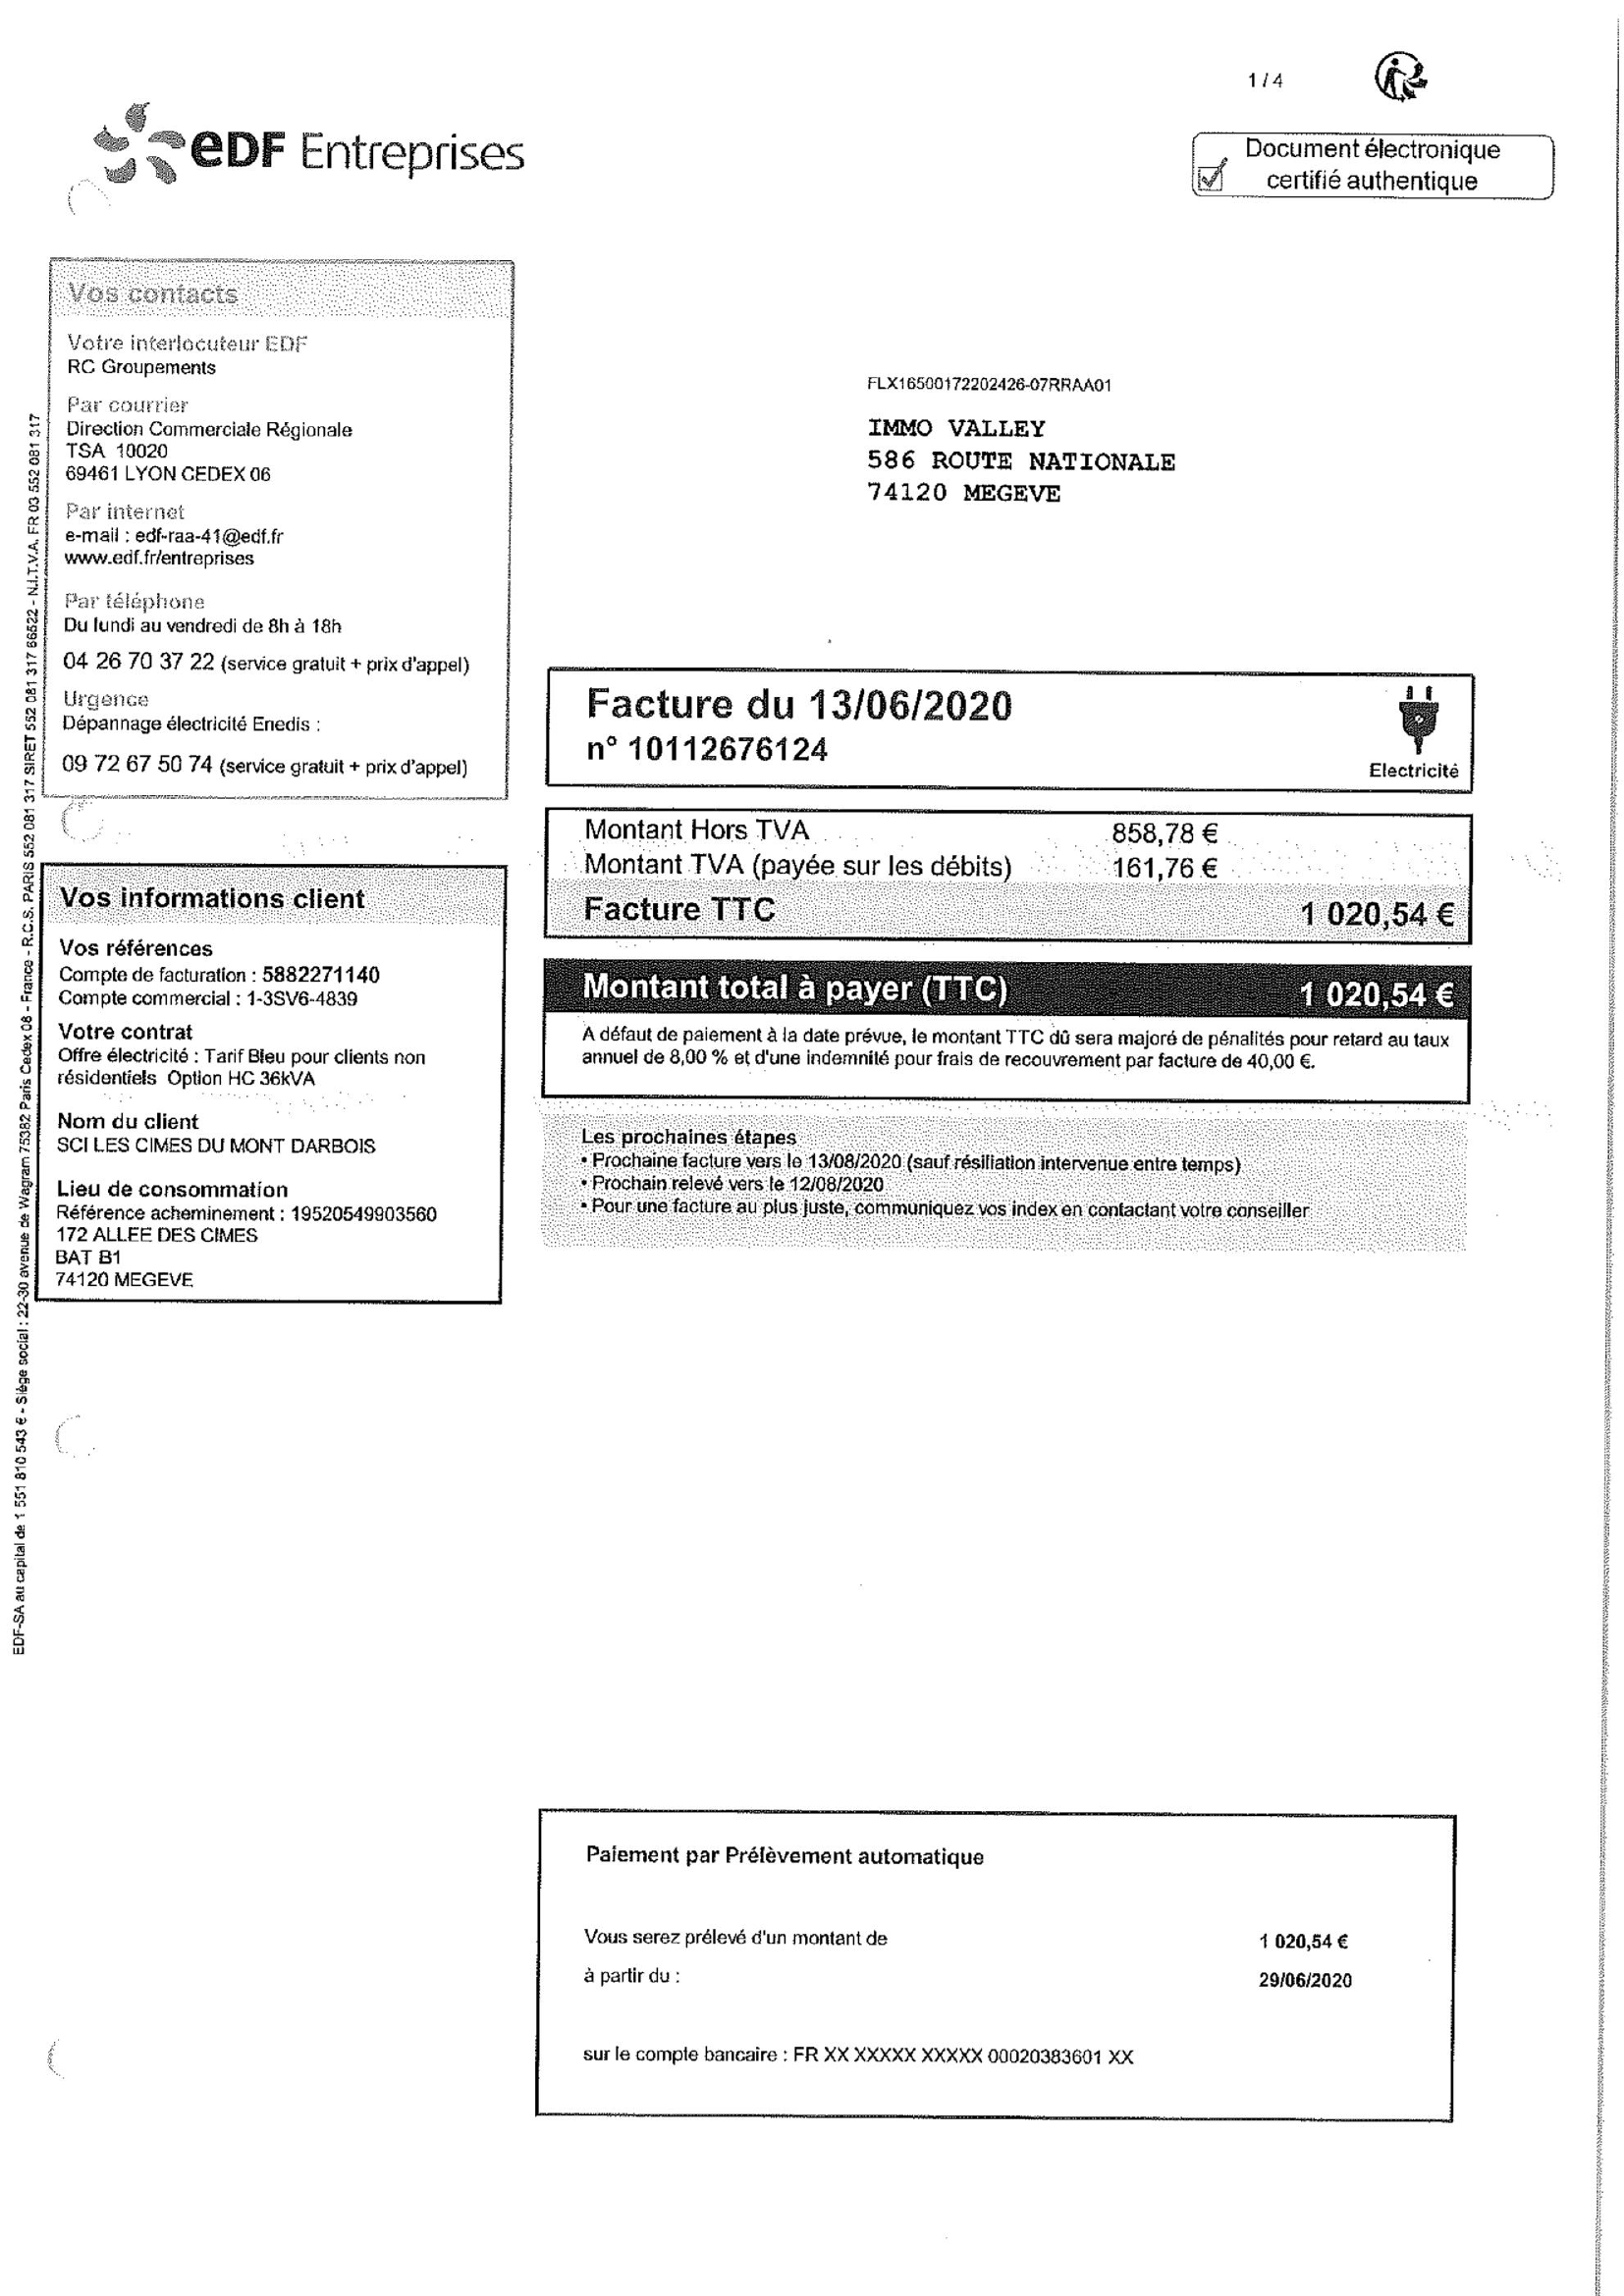 1 / 4
eDF Entreprises
Document électronique
certifié authentique
Vos contacts
Votre interlocuteur EDF
RC Groupements
Par courrier
Direction Commerciale Régionale
TSA 10020
69461 LYON CEDEX 06
Par internet
e-mail : edf-raa-41@edf.fr
www.edf.fr/entreprises
Par téléphone
Du lundi au vendredi de 8h à 18h
04 26 70 37 22 (service gratuit + prix d'appel)
Urgence
Dépannage électricité Enedis :
09 72 67 50 74 (service gratuit + prix d'appel)
FLX16500172202426-07RRAA01
IMMO VALLEY
586 ROUTE NATIONALE
74120 MEGEVE
Facture du 13/06/2020
n° 10112676124
Electricité
Montant Hors TVA 858,78 €
Montant TVA (payée sur les débits) 161,76 €
Facture TTC 1 020,54 €
Montant total à payer (TTC) 1 020,54 €
A défaut de paiement à la date prévue, le montant TTC dû sera majoré de pénalités pour retard au taux
annuel de 8,00 % et d'une indemnité pour frais de recouvrement par facture de 40,00 €.
Les prochaines étapes
• Prochaine facture vers le 13/08/2020 (sauf résiliation intervenue entre temps)
• Prochain relevé vers le 12/08/2020
• Pour une facture au plus juste, communiquez vos index en contactant votre conseiller
Vos informations client
Vos références
Compte de facturation : 5882271140
Compte commercial : 1-3SV6-4839
Votre contrat
Offre électricité : Tarif Bleu pour clients non
résidentiels Option HC 36kVA
Nom du client
SCI LES CIMES DU MONT DARBOIS
Lieu de consommation
Référence acheminement : 19520549903560
172 ALLEE DES CIMES
BAT B1
74120 MEGEVE
EDF-SA au capital de 1 551 810 543 € - Siège social : 22-30 avenue de Wagram 75382 Paris Cedex 08 - France - R.C.S. PARIS 552 081 317 SIRET 552 081 317 66522 - N.I.T.V.A. FR 03 552 081 317
Paiement par Prélèvement automatique
Vous serez prélevé d'un montant de 1 020,54 €
à partir du : 29/06/2020
sur le compte bancaire : FR XX XXXXX XXXXX 00020383601 XX